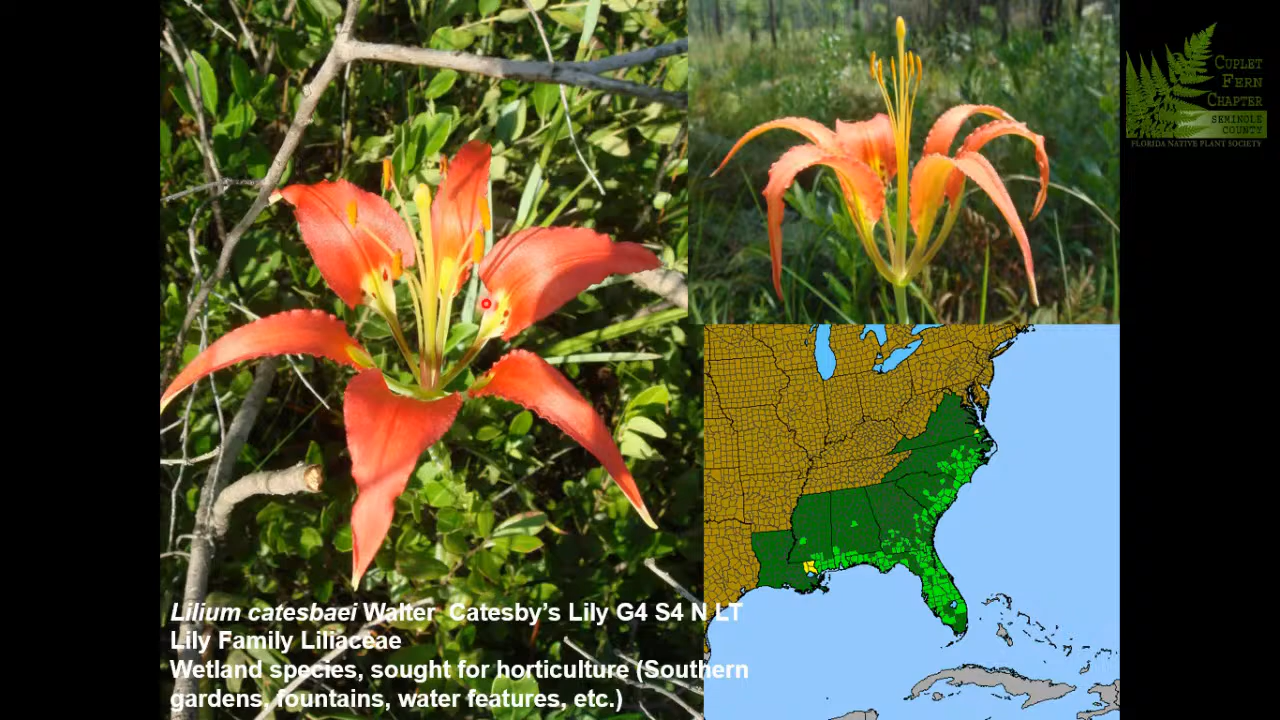 CUPLET
FERN
CHAPTER
SEMINOLE
COUNTY
FLORIDA NATIVE PLANT SOCIETY
Lilium catesbaei Walter  Catesby's Lily G4 S4 N LT
Lily Family Liliaceae
Wetland species, sought for horticulture (Southern
gardens, fountains, water features, etc.)